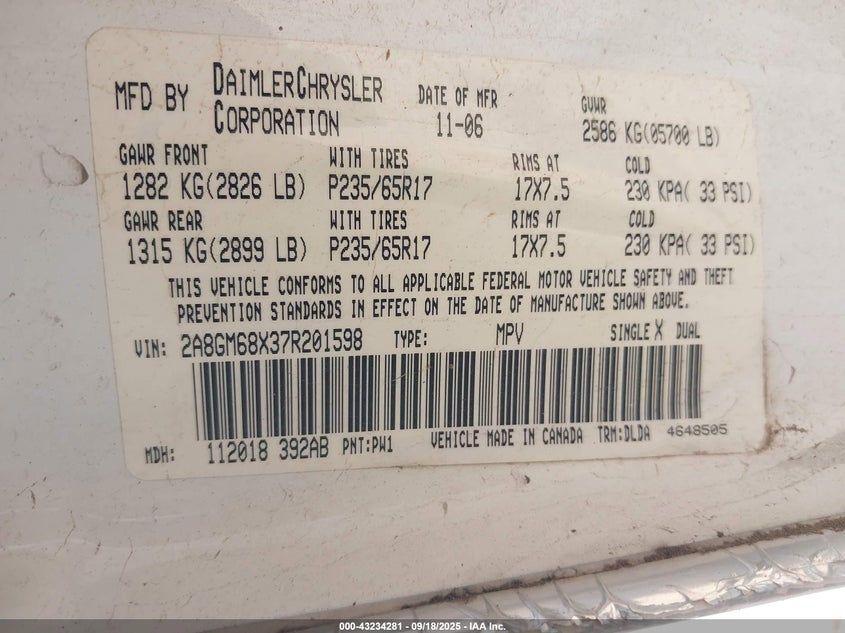 MFD BY DAIMLERCHRYSLER CORPORATION DATE OF MFR 11-06 GVWR 2586 KG(05700 LB)
GAWR FRONT WITH TIRES RIMS AT COLD
1282 KG(2826 LB) P235/65R17 17X7.5 230 KPA( 33 PSI)
GAWR REAR WITH TIRES RIMS AT COLD
1315 KG(2899 LB) P235/65R17 17X7.5 230 KPA( 33 PSI)
THIS VEHICLE CONFORMS TO ALL APPLICABLE FEDERAL MOTOR VEHICLE SAFETY AND THEFT
PREVENTION STANDARDS IN EFFECT ON THE DATE OF MANUFACTURE SHOWN ABOVE.
VIN: 2A8GM68X37R201598 TYPE: MPV SINGLE X DUAL
MDH: 112018 392AB PNT:PW1 VEHICLE MADE IN CANADA TRM:DLDA 4648505
000-43234281 - 09/18/2025 - IAA Inc.